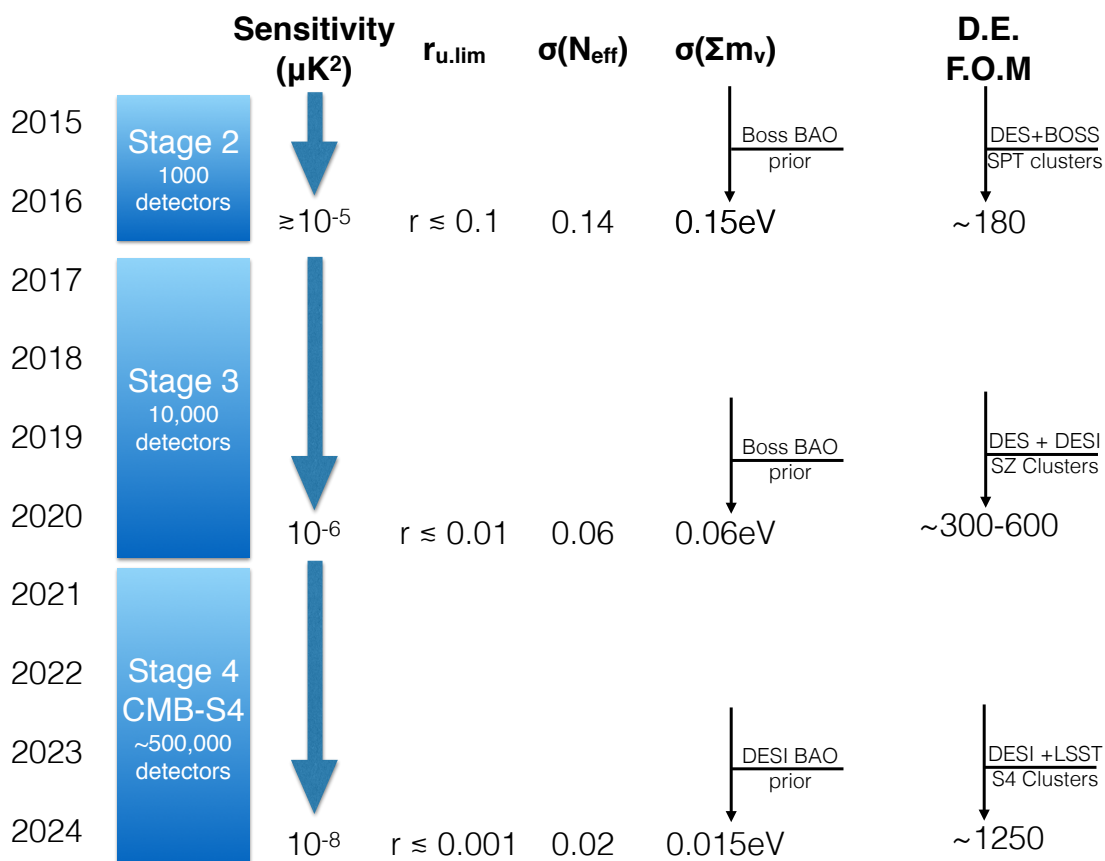 Sensitivity (μK²) r_u.lim σ(N_eff) σ(Σm_ν) D.E. F.O.M
2015
Stage 2
1000
detectors
Boss BAO
prior
DES+BOSS
SPT clusters
2016
≳10⁻⁵ r ≲ 0.1 0.14 0.15eV ~180
2017
2018
Stage 3
10,000
detectors
2019
Boss BAO
prior
DES + DESI
SZ Clusters
2020
10⁻⁶ r ≲ 0.01 0.06 0.06eV ~300-600
2021
2022
Stage 4
CMB-S4
~500,000
detectors
2023
DESI BAO
prior
DESI +LSST
S4 Clusters
2024
10⁻⁸ r ≲ 0.001 0.02 0.015eV ~1250